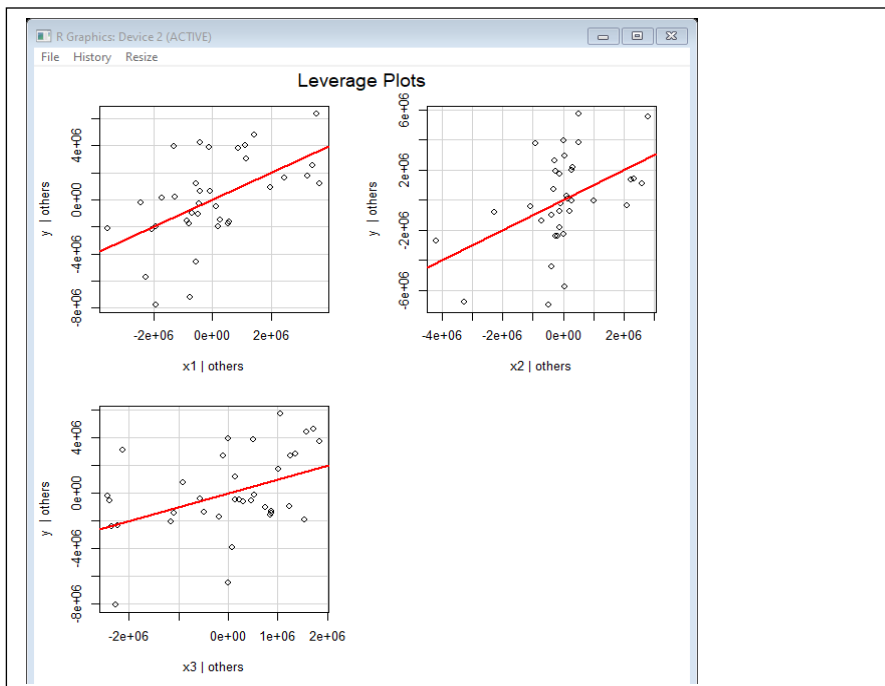 R Graphics: Device 2 (ACTIVE)
File History Resize
Leverage Plots
y | others
-8e+06 -4e+06 0e+00 4e+06
-2e+06 0e+00 2e+06
x1 | others
y | others
-6e+06 -2e+06 2e+06 6e+06
-4e+06 -2e+06 0e+00 2e+06
x2 | others
y | others
-8e+06 -4e+06 0e+00 4e+06
-2e+06 0e+00 1e+06 2e+06
x3 | others